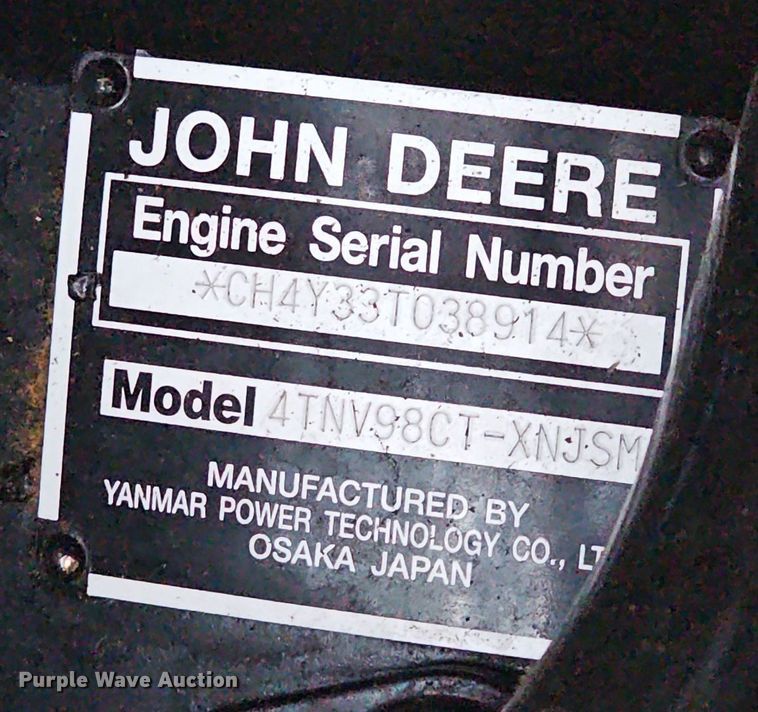 JOHN DEERE
Engine Serial Number
*CH4Y33T038914*
Model 4TNV98CT-XNJSM
MANUFACTURED BY
YANMAR POWER TECHNOLOGY CO., LT
OSAKA JAPAN
Purple Wave Auction